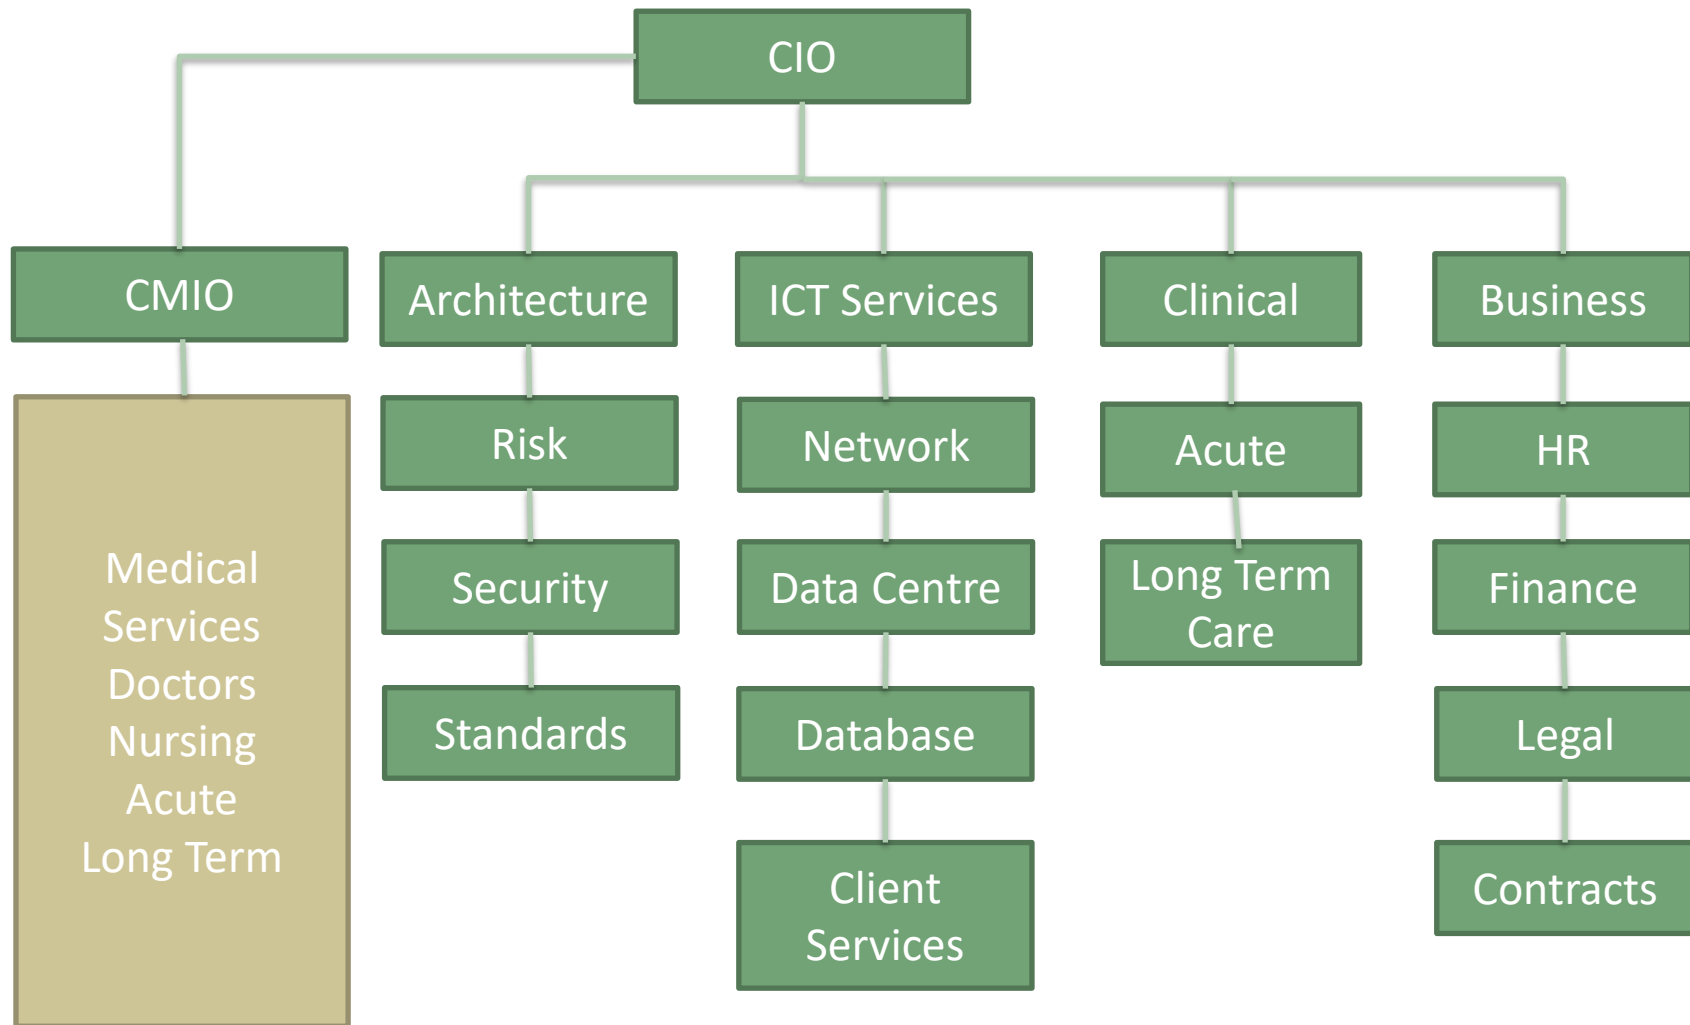 CIO
CMIO
Architecture
ICT Services
Clinical
Business
Medical
Services
Doctors
Nursing
Acute
Long Term
Risk
Security
Standards
Network
Data Centre
Database
Client
Services
Acute
Long Term
Care
HR
Finance
Legal
Contracts